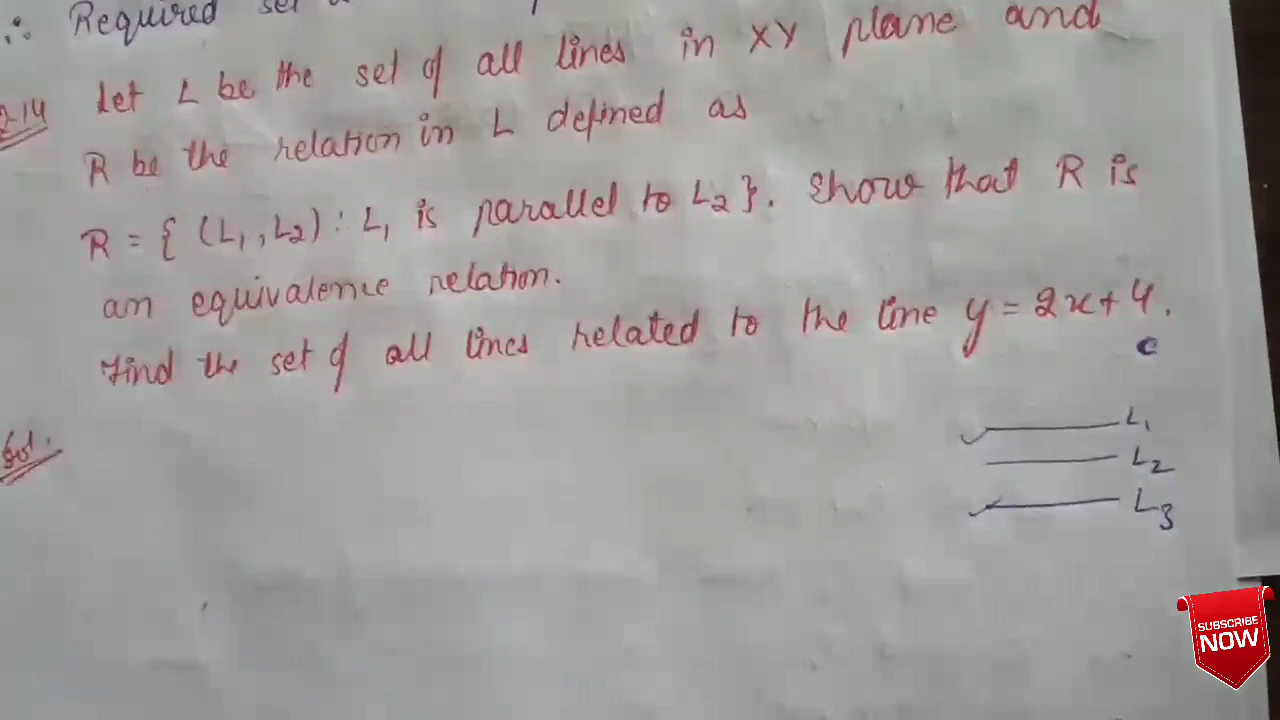 ∴ Required set
Q-14 Let L be the set of all lines in XY plane and
R be the relation in L defined as
R = { (L₁, L₂) : L₁ is parallel to L₂ }. Show that R is
an equivalence relation.
Find the set of all lines related to the line y = 2x + 4.
c
Sol.
L₁
L₂
L₃
SUBSCRIBE
NOW